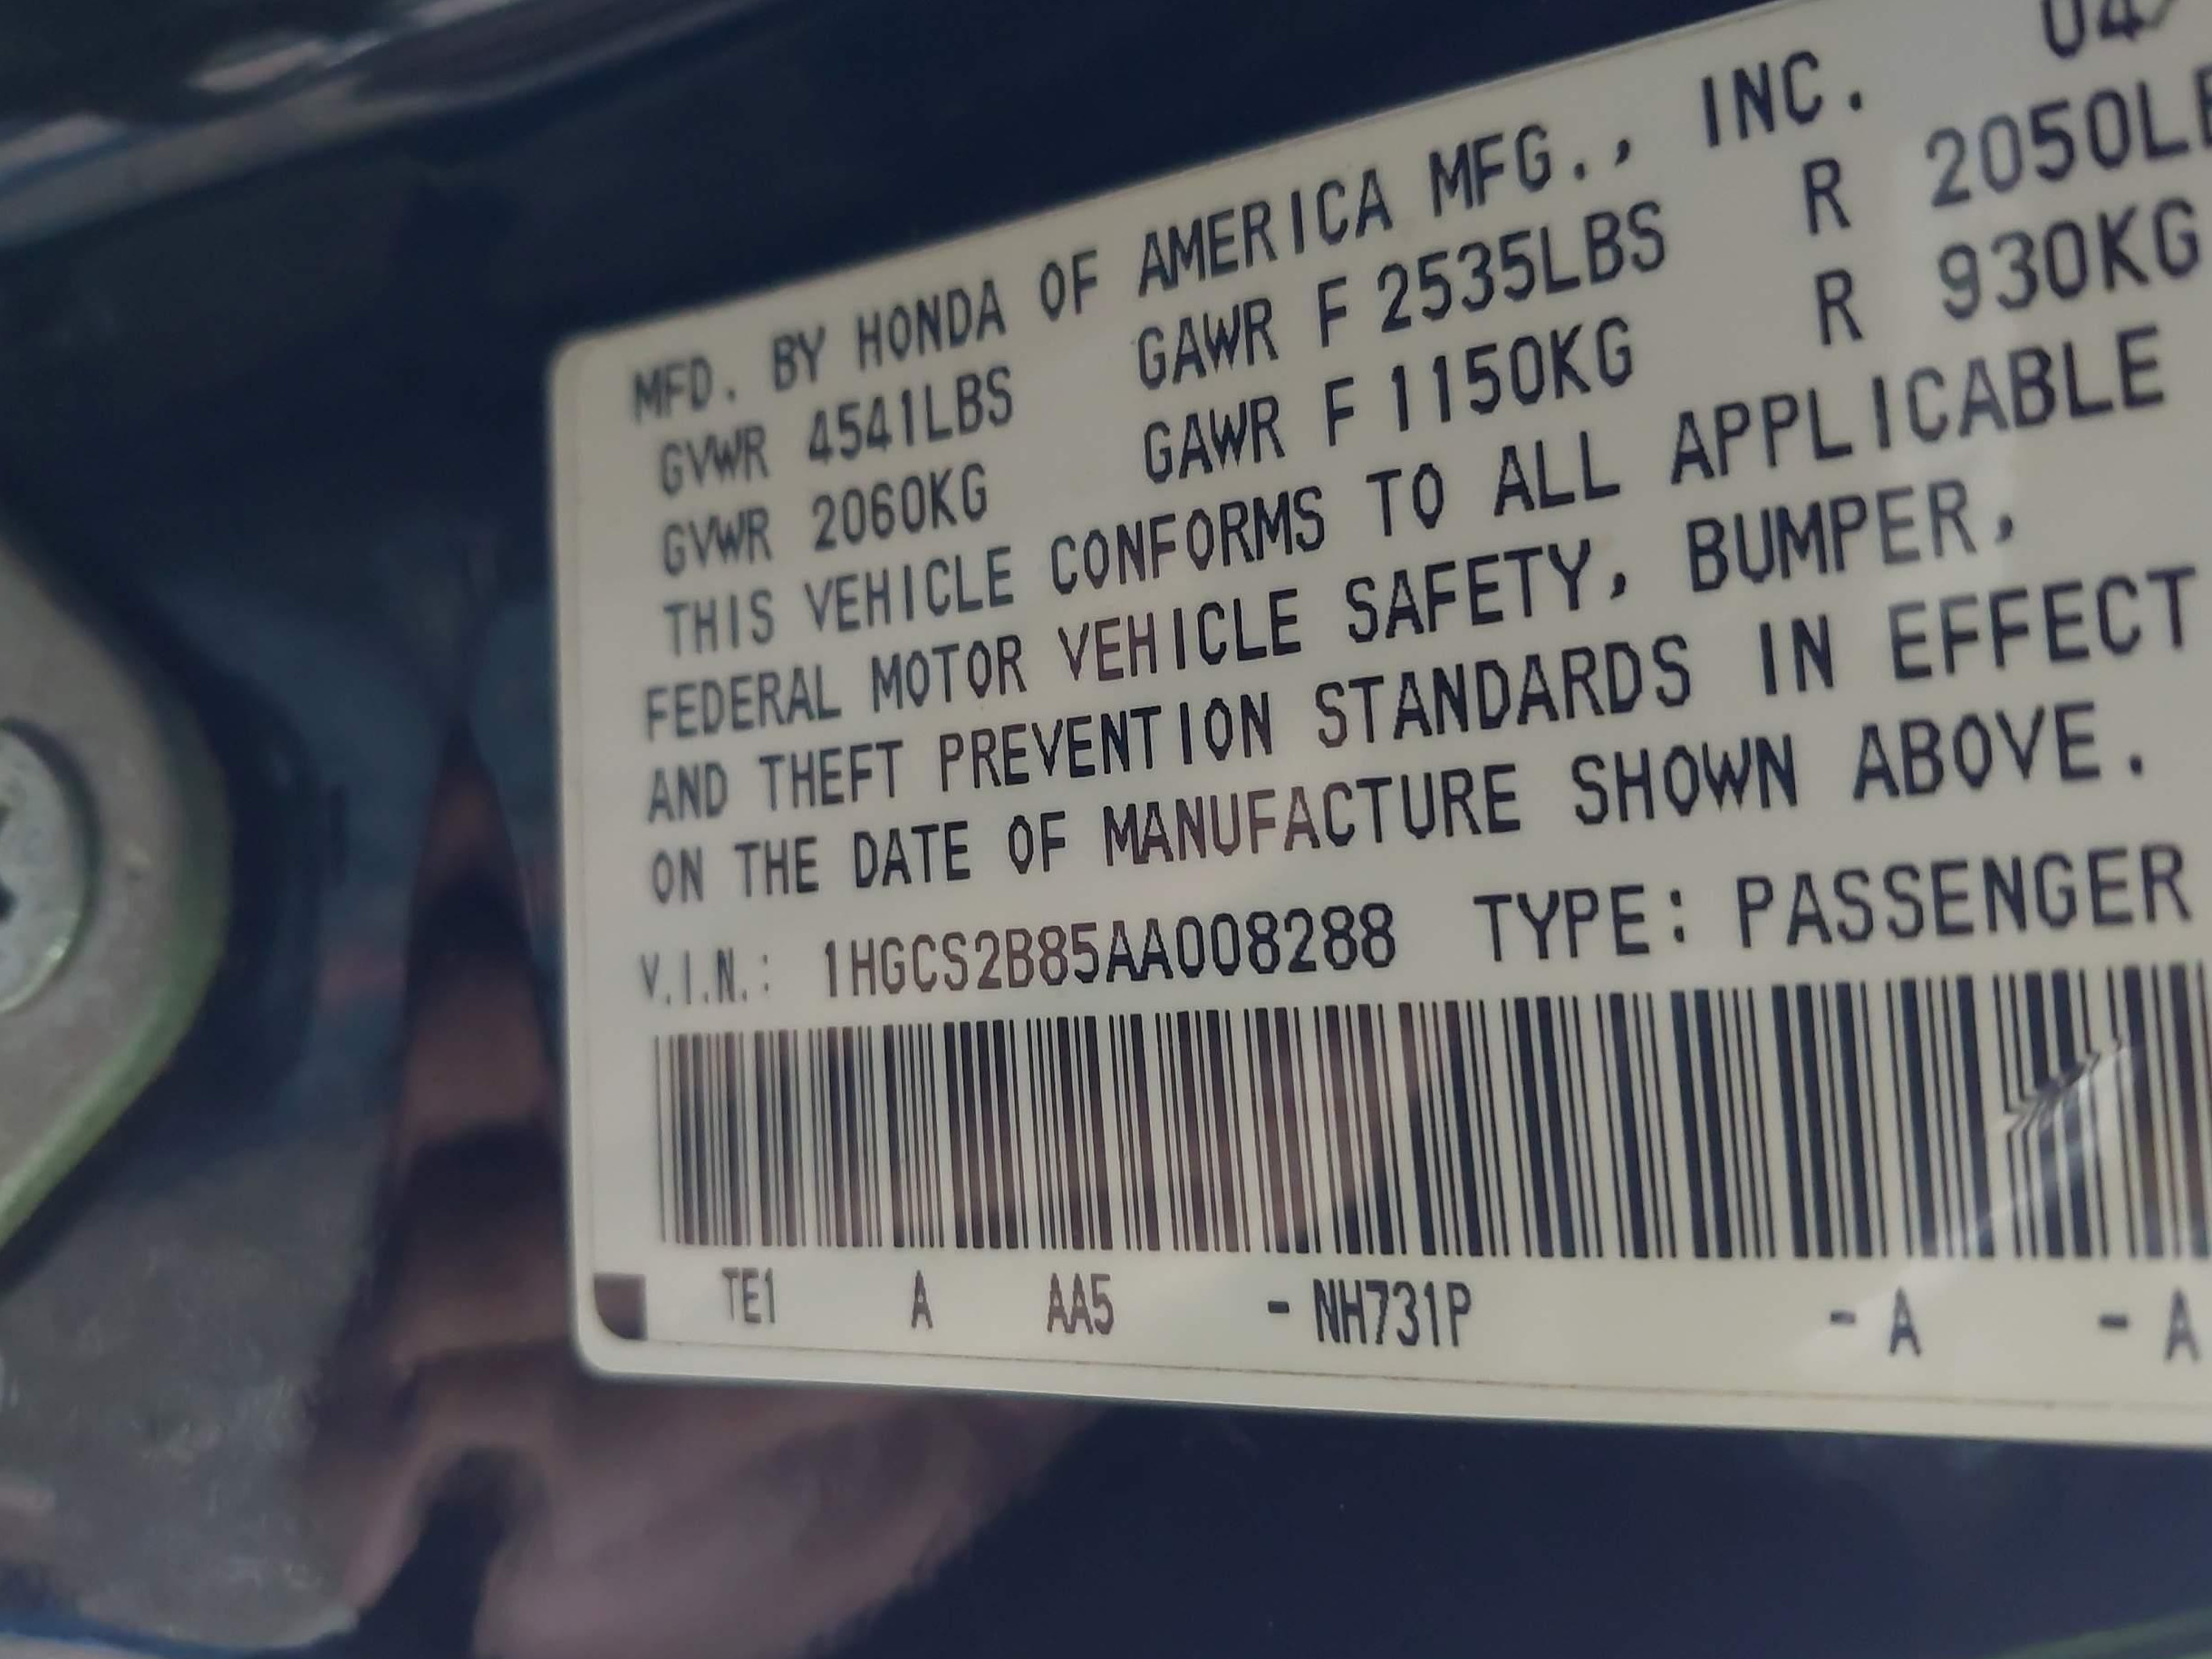 04
MFD. BY HONDA OF AMERICA MFG., INC.
GVWR 4541LBS GAWR F 2535LBS R 2050LB
GVWR 2060KG GAWR F 1150KG R 930KG
THIS VEHICLE CONFORMS TO ALL APPLICABLE
FEDERAL MOTOR VEHICLE SAFETY, BUMPER,
AND THEFT PREVENTION STANDARDS IN EFFECT
ON THE DATE OF MANUFACTURE SHOWN ABOVE.
V.I.N.: 1HGCS2B85AA008288 TYPE: PASSENGER
TE1 A AA5 - NH731P - A - A